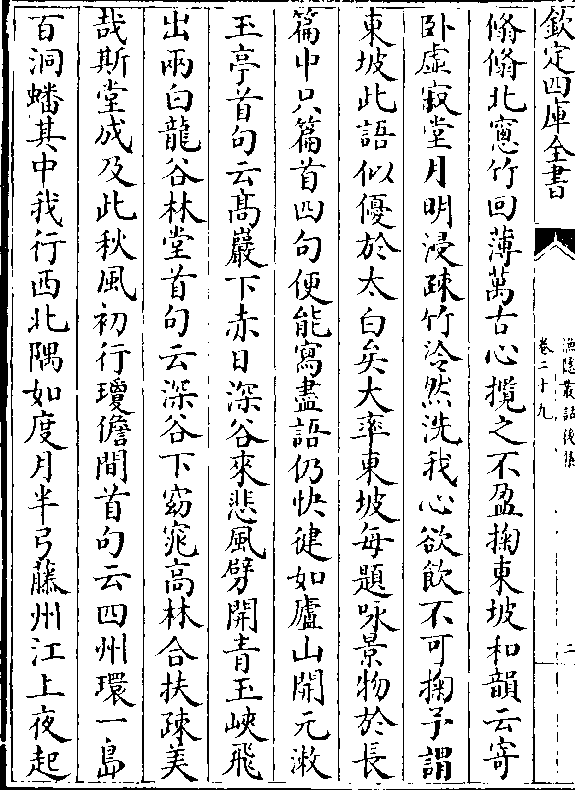 欽定四庫全書
漁隱叢話後集
卷二十九
二
翛翛北窻竹回薄萬古心攬之不盈掬東坡和韻云寄
卧虛寂堂月明浸疎竹泠然洗我心欲飲不可掬予謂
東坡此語似優於太白矣大率東坡每題咏景物於長
篇中只篇首四句便能寫盡語仍快健如廬山開元漱
玉亭首句云髙巖下赤日深谷來悲風劈開青玉峽飛
出兩白龍谷林堂首句云深谷下窈窕高林合扶疎美
哉斯堂成及此秋風初行瓊儋間首句云四州環一島
百洞蟠其中我行西北隅如度月半弓藤州江上夜起